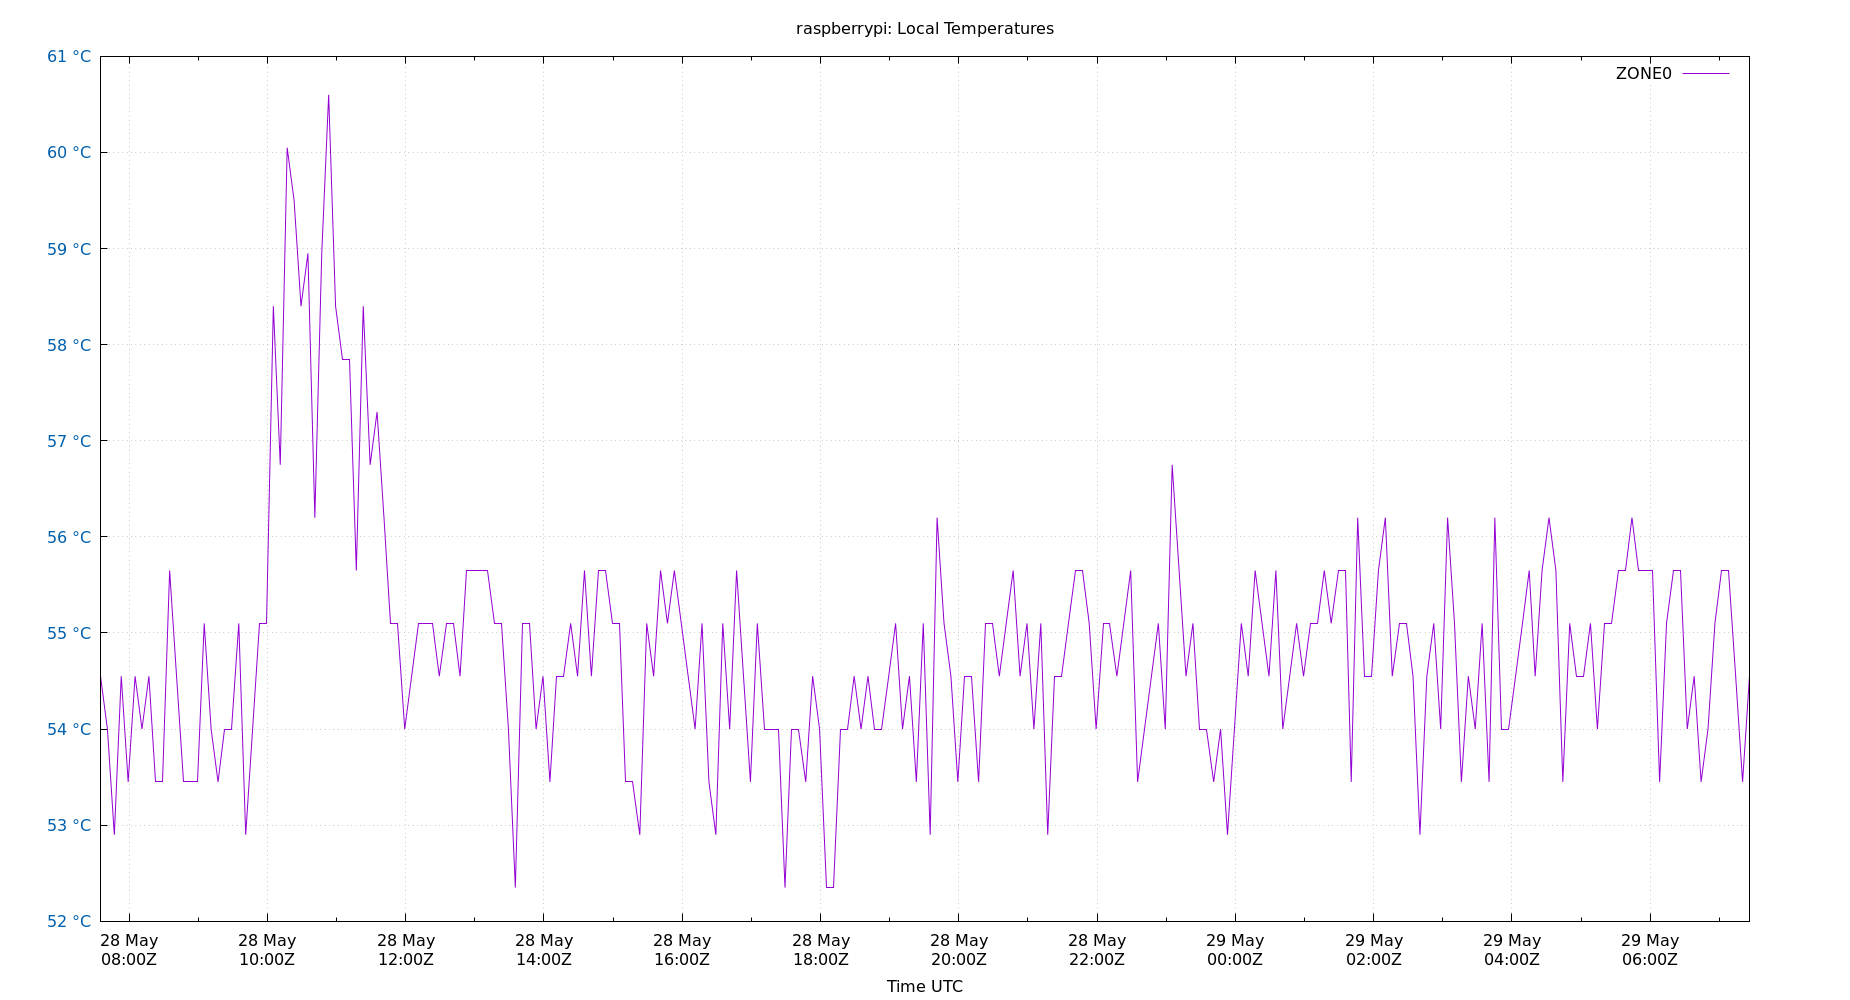 raspberrypi: Local Temperatures
61 °C
ZONE0
60 °C
59 °C
58 °C
57 °C
56 °C
55 °C
54 °C
53 °C
52 °C
28 May 28 May 28 May 28 May 28 May 28 May 28 May 28 May 29 May 29 May 29 May 29 May
08:00Z 10:00Z 12:00Z 14:00Z 16:00Z 18:00Z 20:00Z 22:00Z 00:00Z 02:00Z 04:00Z 06:00Z
Time UTC